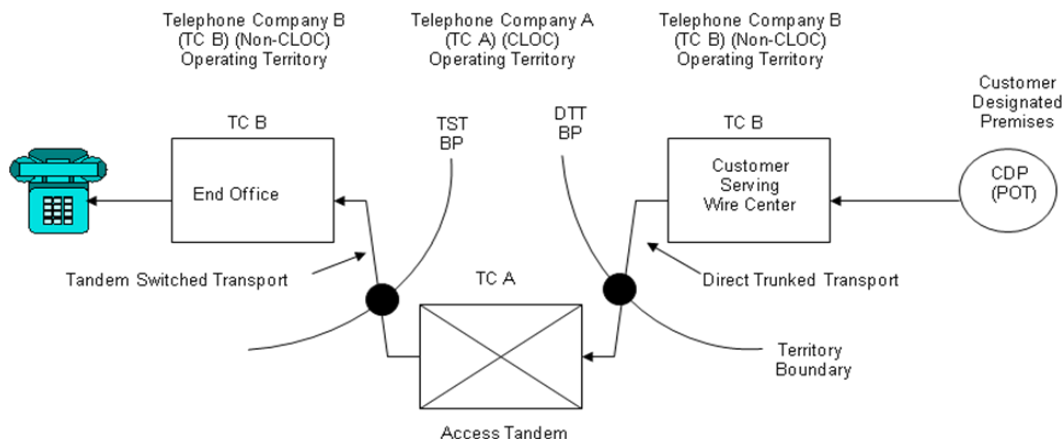 Telephone Company B
(TC B) (Non-CLOC)
Operating Territory
Telephone Company A
(TC A) (CLOC)
Operating Territory
Telephone Company B
(TC B) (Non-CLOC)
Operating Territory
Customer
Designated
Premises
TC B
TST
BP
DTT
BP
TC B
End Office
Customer
Serving
Wire Center
CDP
(POT)
Tandem Switched Transport
TC A
Direct Trunked Transport
Territory
Boundary
Access Tandem